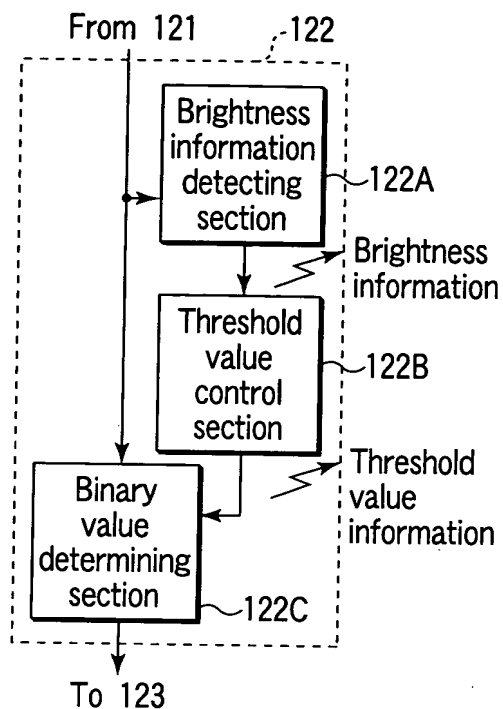 From 121
122
Brightness
information
detecting
section
122A
Brightness
information
Threshold
value
control
section
122B
Threshold
value
information
Binary
value
determining
section
122C
To 123